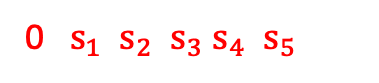 0 s₁ s₂ s₃ s₄ s₅